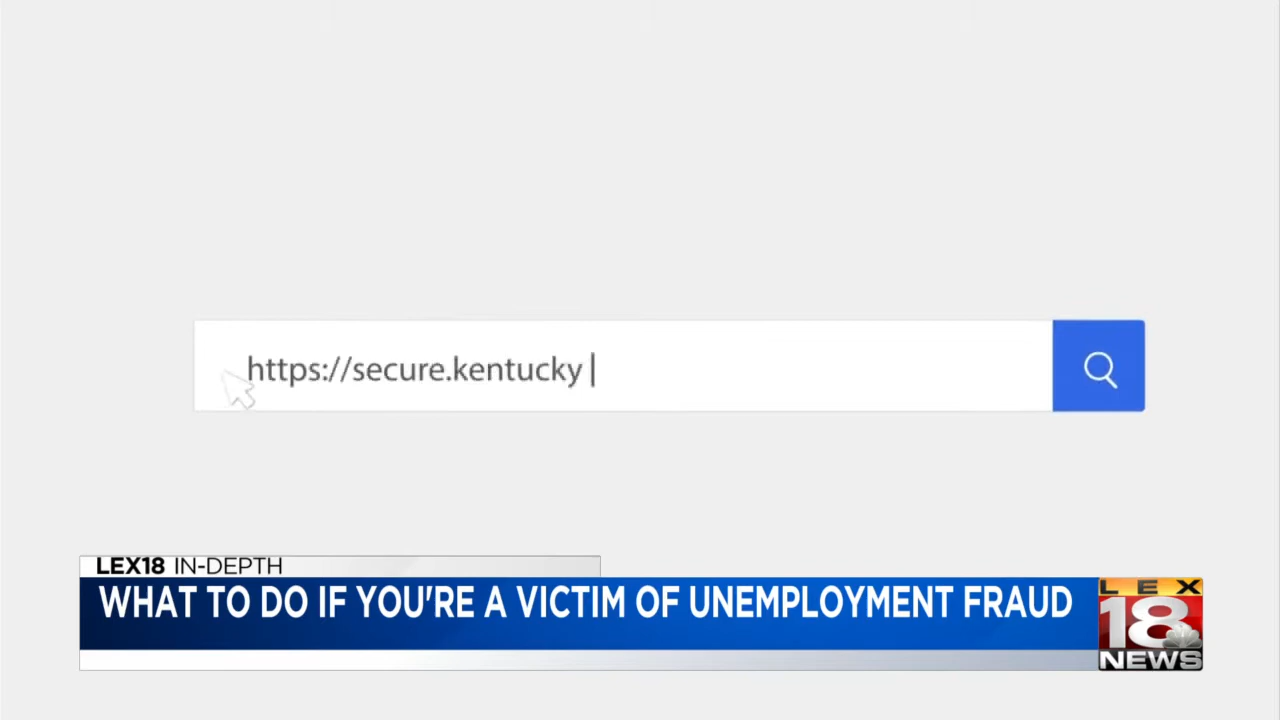 https://secure.kentucky
LEX18 IN-DEPTH
WHAT TO DO IF YOU'RE A VICTIM OF UNEMPLOYMENT FRAUD
LEX
18
NEWS